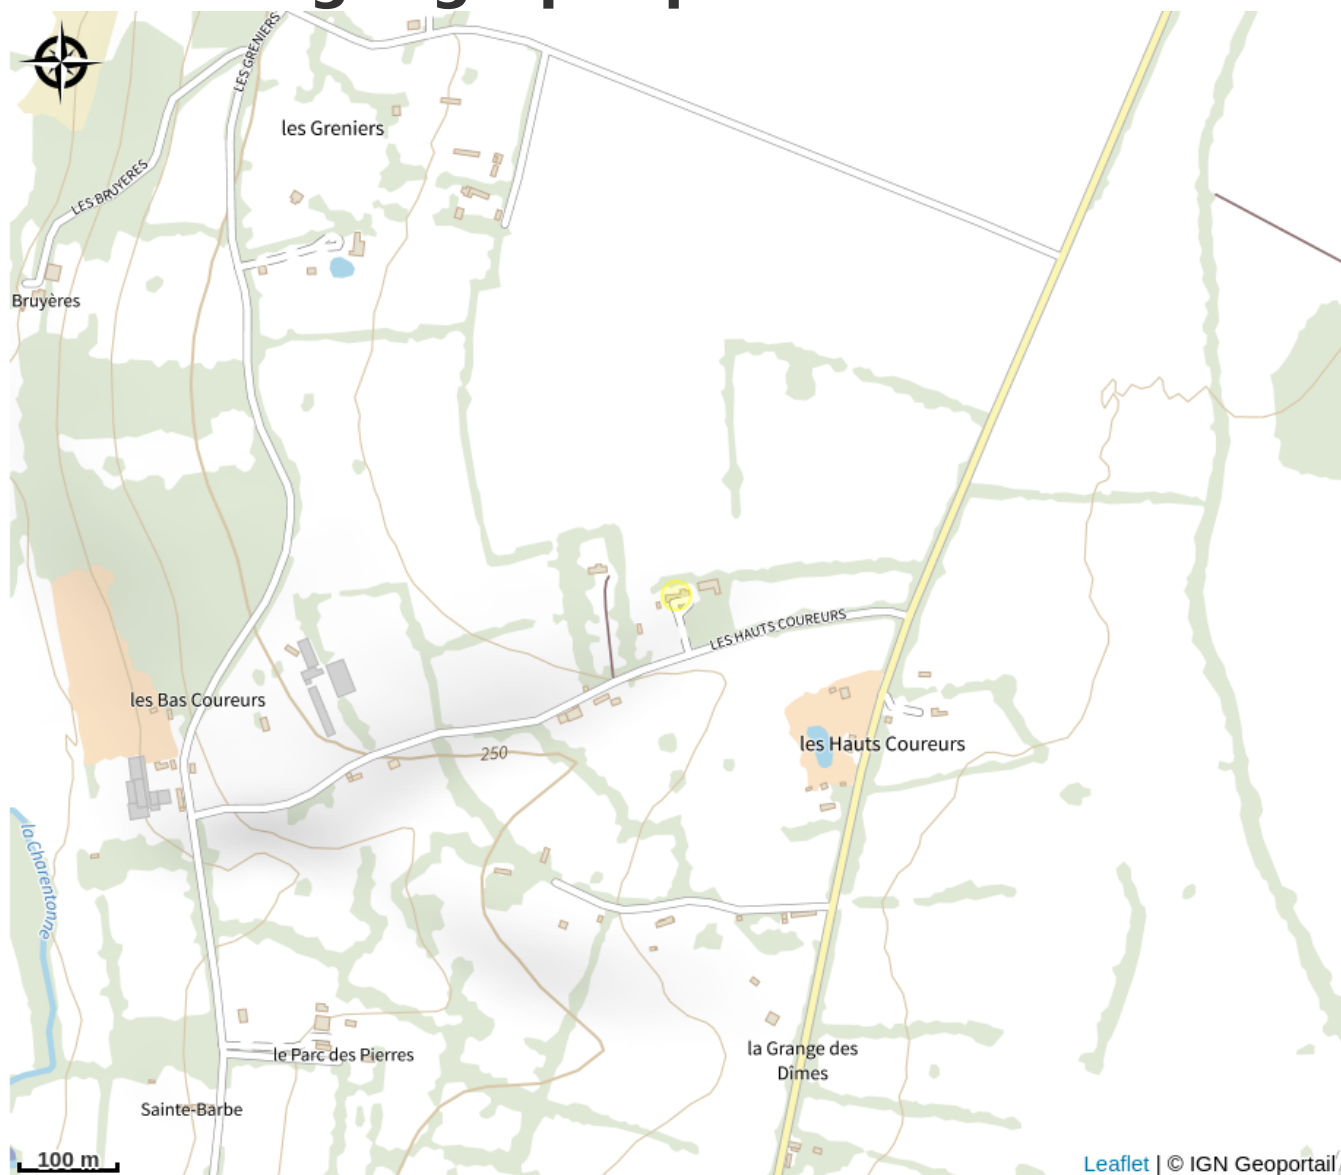 LES GRENIERS
les Greniers
LES BRUYERES
Bruyères
LES HAUTS COUREURS
les Bas Coureurs
les Hauts Coureurs
250
la Charentonne
la Grange des
Dîmes
le Parc des Pierres
Sainte-Barbe
100 m
Leaflet | © IGN Geoportail